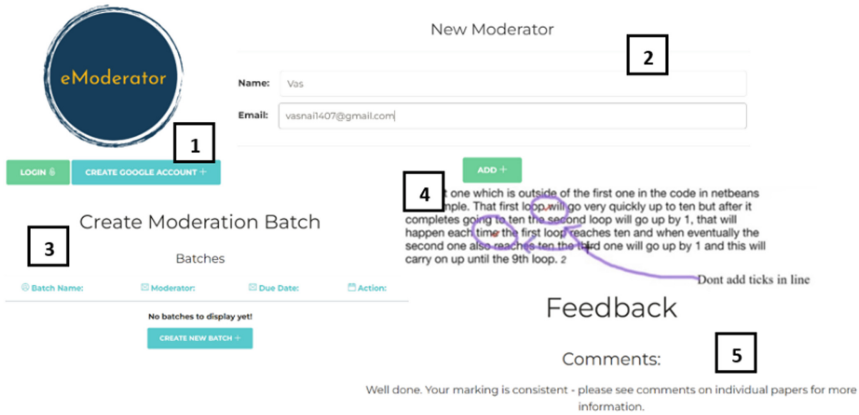 eModerator
1
LOGIN
CREATE GOOGLE ACCOUNT +
New Moderator
2
Name: Vas
Email: vasnai1407@gmail.com
ADD +
3
Create Moderation Batch
Batches
Batch Name: Moderator: Due Date: Action:
No batches to display yet!
CREATE NEW BATCH +
4
t one which is outside of the first one in the code in netbeans
mple. That first loop will go very quickly up to ten but after it
completes going to ten the second loop will go up by 1, that will
happen each time the first loop reaches ten and when eventually the
second one also reaches ten the third one will go up by 1 and this will
carry on up until the 9th loop. 2
Dont add ticks in line
Feedback
5
Comments:
Well done. Your marking is consistent - please see comments on individual papers for more
information.